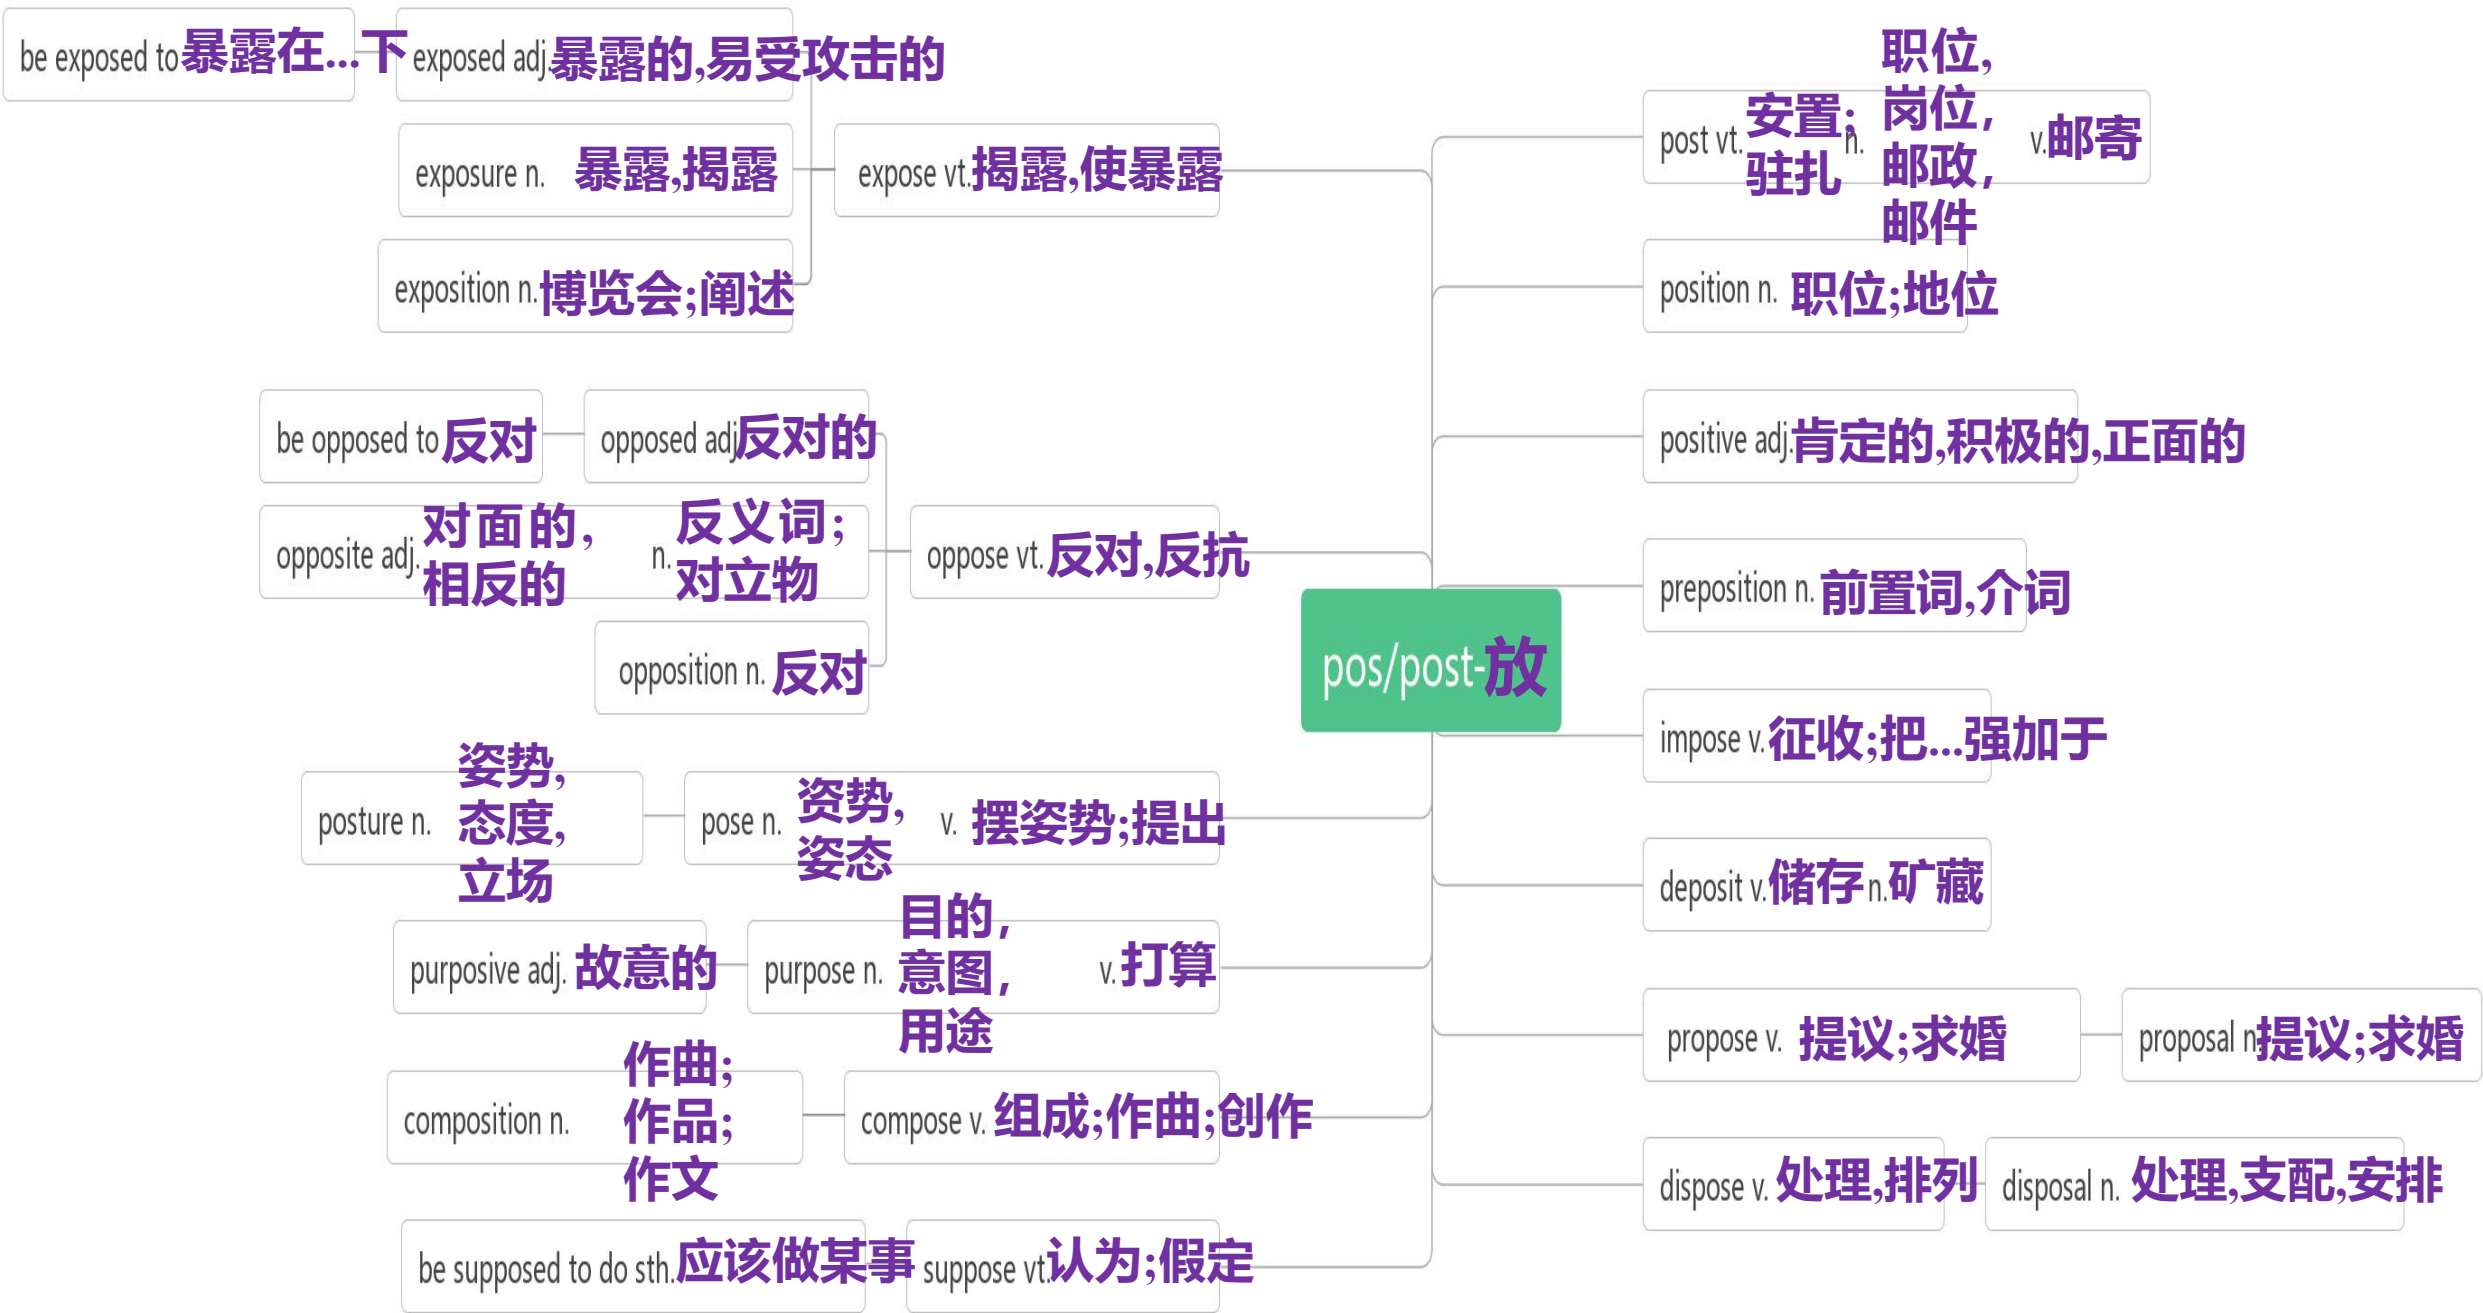 be exposed to 暴露在...下
exposed adj. 暴露的,易受攻击的
exposure n. 暴露,揭露
expose vt. 揭露,使暴露
exposition n. 博览会;阐述
be opposed to 反对
opposed adj. 反对的
opposite adj. 对面的,
相反的
n. 反义词;
对立物
oppose vt. 反对,反抗
opposition n. 反对
posture n. 姿势,
态度,
立场
pose n. 资势,
姿态
v. 摆姿势;提出
purposive adj. 故意的
purpose n. 目的,
意图,
用途
v. 打算
composition n. 作曲;
作品;
作文
compose v. 组成;作曲;创作
be supposed to do sth. 应该做某事
suppose vt. 认为;假定
pos/post-放
post vt. 安置;
驻扎
n. 职位,
岗位,
邮政,
邮件
v. 邮寄
position n. 职位;地位
positive adj. 肯定的,积极的,正面的
preposition n. 前置词,介词
impose v. 征收;把...强加于
deposit v. 储存 n. 矿藏
propose v. 提议;求婚
proposal n. 提议;求婚
dispose v. 处理,排列
disposal n. 处理,支配,安排